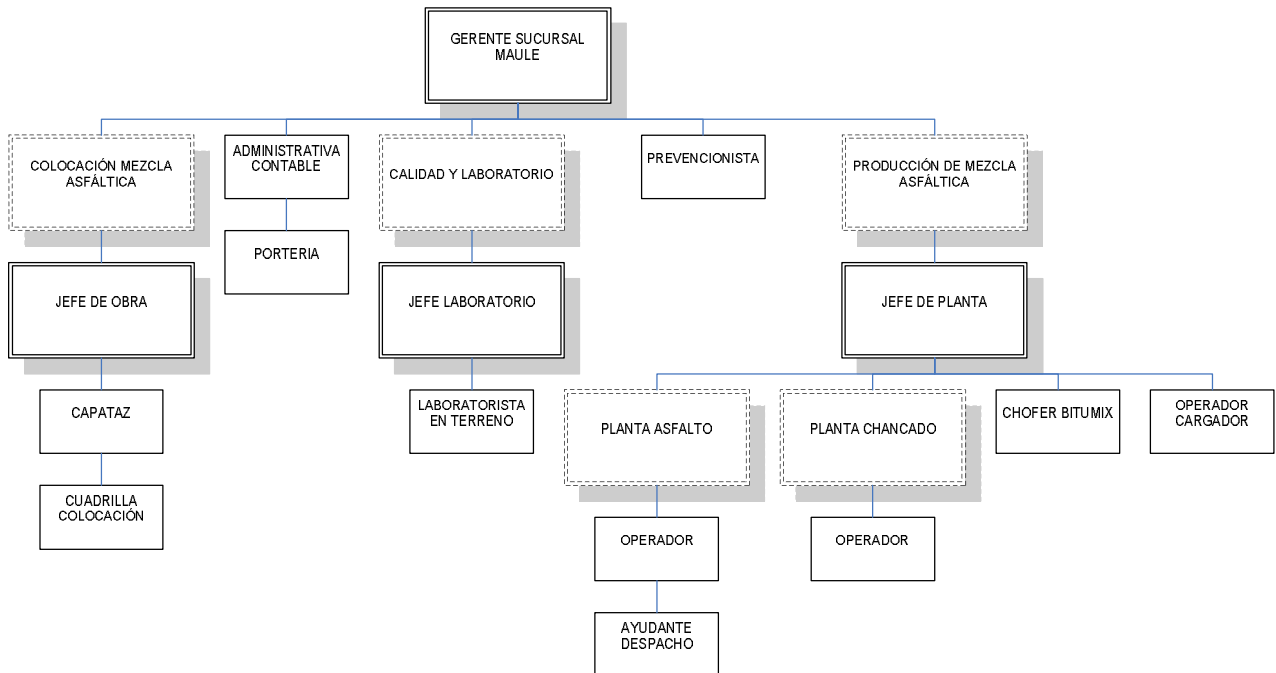 GERENTE SUCURSAL
MAULE
COLOCACIÓN MEZCLA
ASFÁLTICA
ADMINISTRATIVA
CONTABLE
CALIDAD Y LABORATORIO
PREVENCIONISTA
PRODUCCIÓN DE MEZCLA
ASFÁLTICA
PORTERIA
JEFE DE OBRA
JEFE LABORATORIO
JEFE DE PLANTA
CAPATAZ
LABORATORISTA
EN TERRENO
PLANTA ASFALTO
PLANTA CHANCADO
CHOFER BITUMIX
OPERADOR
CARGADOR
CUADRILLA
COLOCACIÓN
OPERADOR
OPERADOR
AYUDANTE
DESPACHO